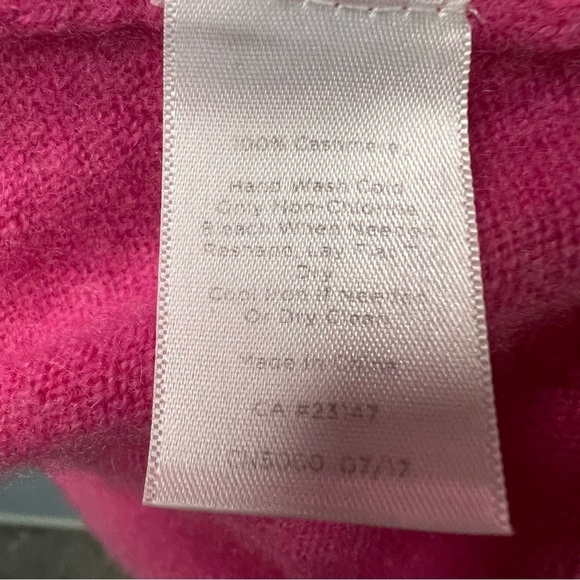 100% Cashmere
Hand Wash Cold
Only Non-Chlorine
Bleach When Needed
Reshape, Lay Flat To
Dry
Cool Iron If Needed
Or Dry Clean
Made In China
CA #23147
07/17